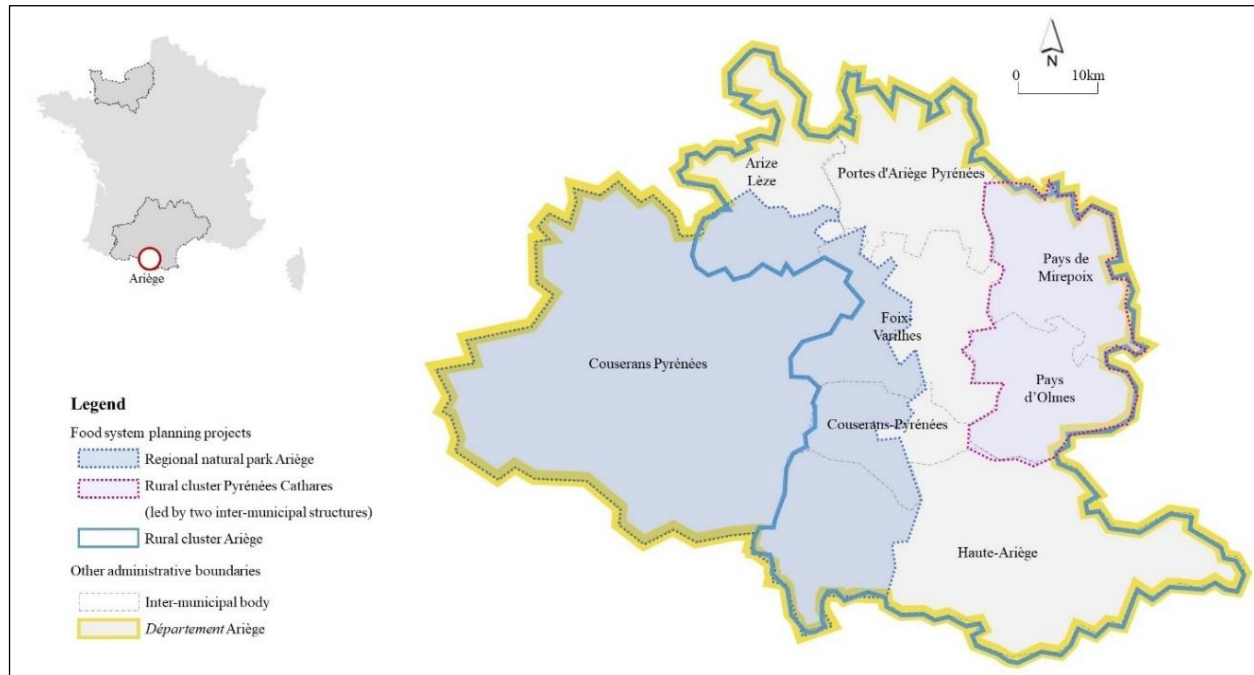 N
0 10km
Ariège
Arize
Lèze
Portes d'Ariège Pyrénées
Pays de
Mirepoix
Foix-
Varilhes
Couserans Pyrénées
Pays
d'Olmes
Couserans-Pyrénées
Haute-Ariège
Legend
Food system planning projects
Regional natural park Ariège
Rural cluster Pyrénées Cathares
(led by two inter-municipal structures)
Rural cluster Ariège
Other administrative boundaries
Inter-municipal body
Département Ariège